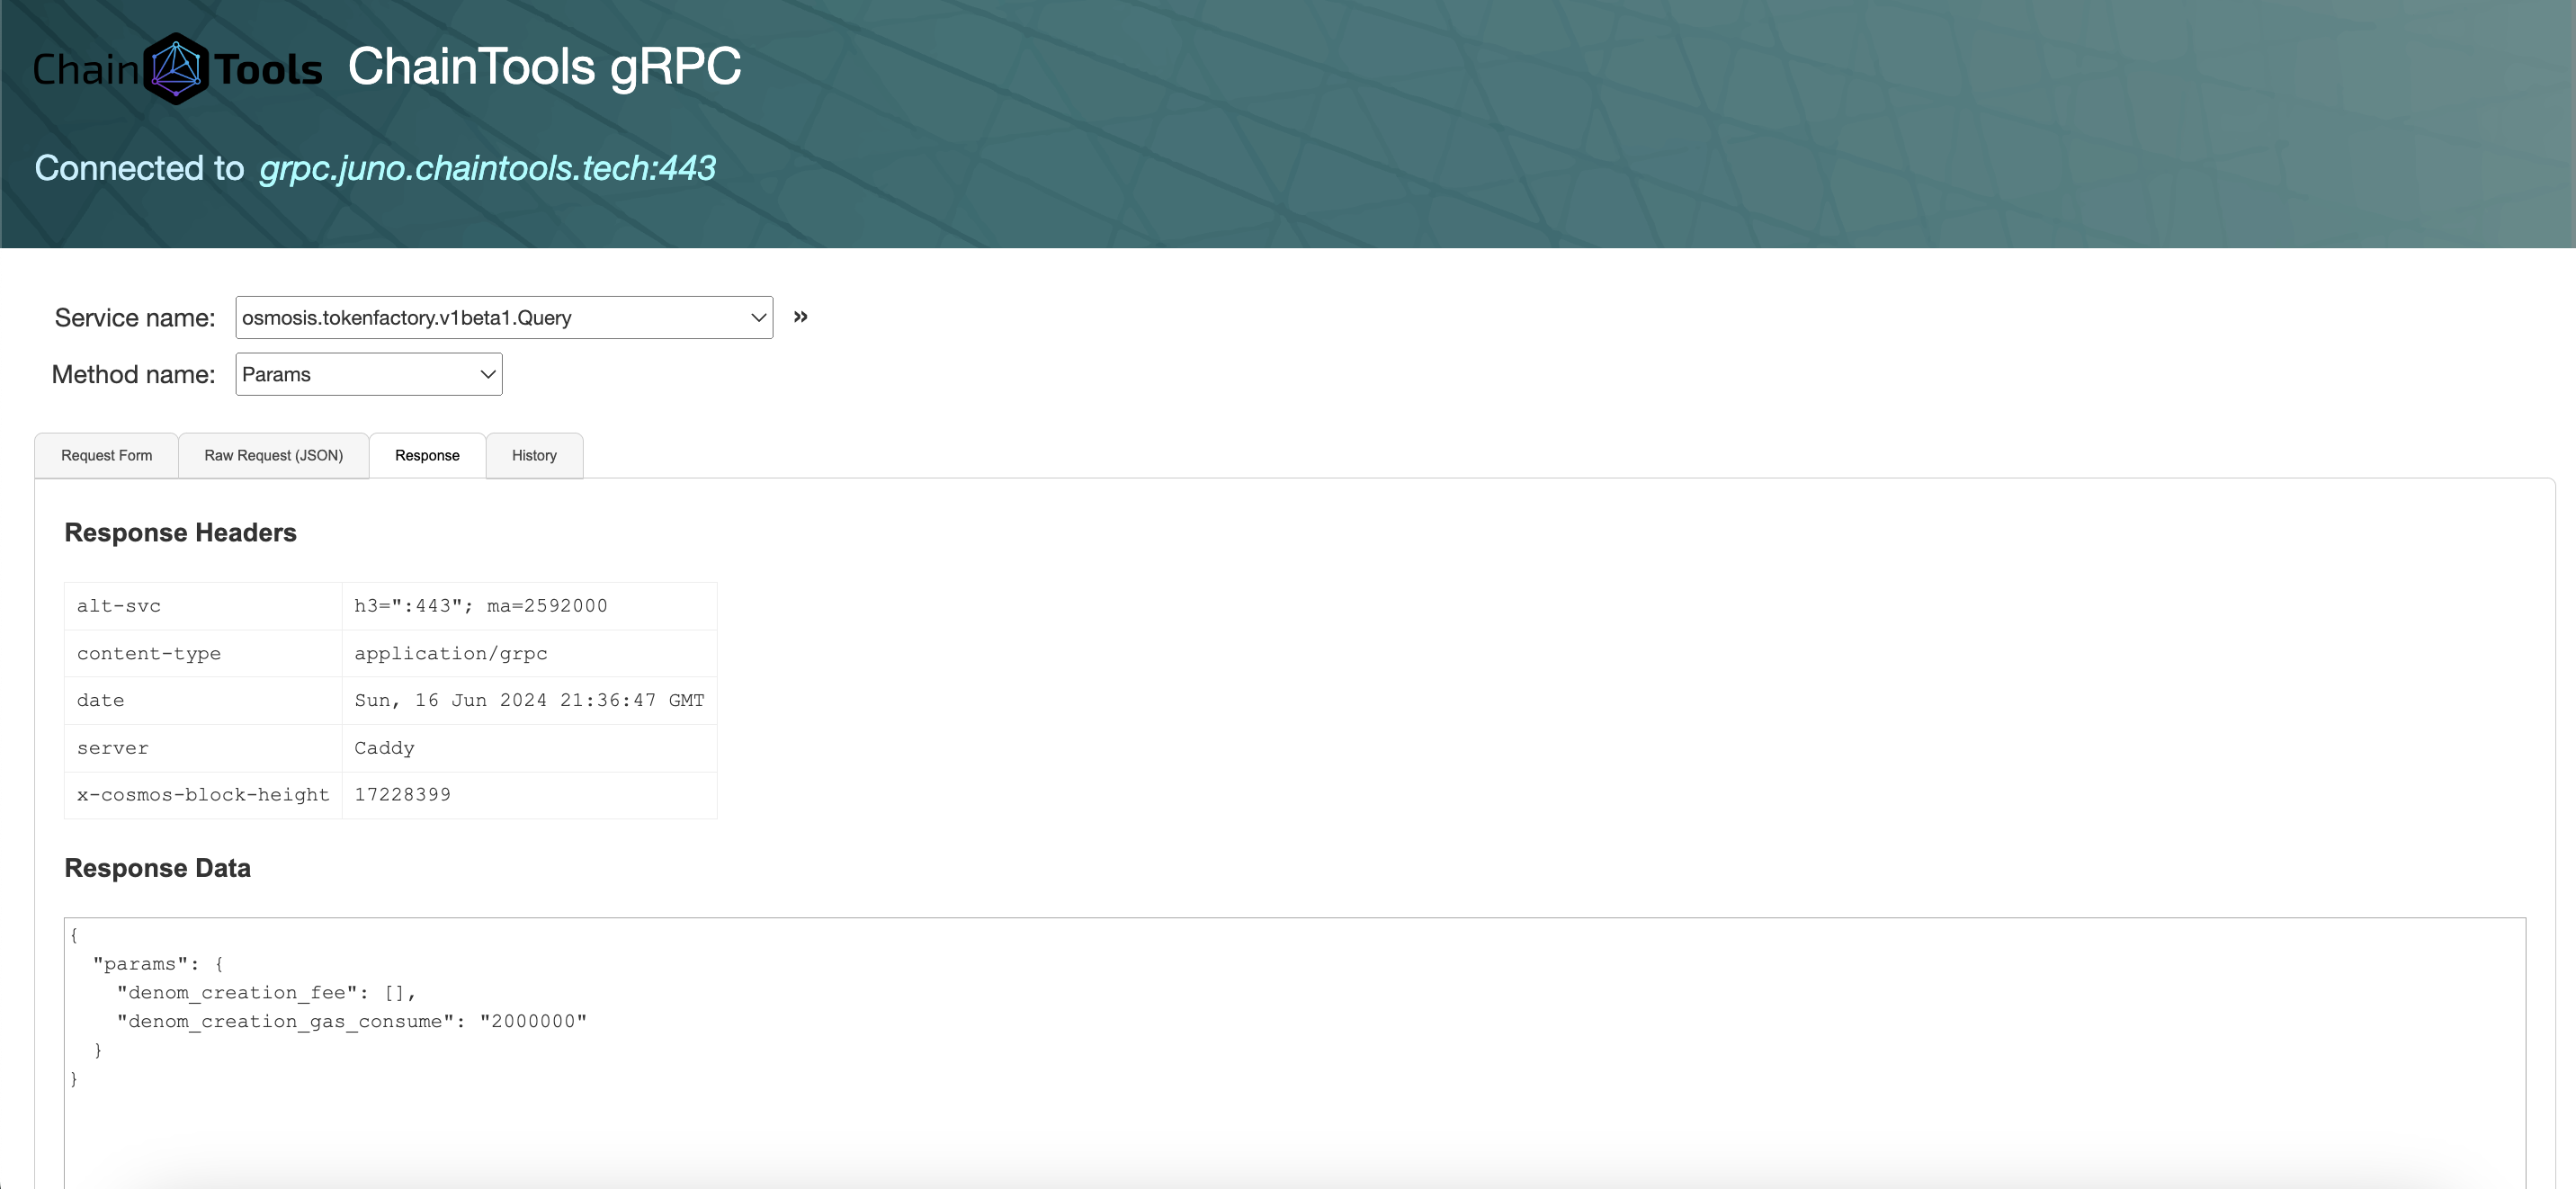 ChainTools ChainTools gRPC
Connected to grpc.juno.chaintools.tech:443
Service name: osmosis.tokenfactory.v1beta1.Query »
Method name: Params
Request Form Raw Request (JSON) Response History
Response Headers
alt-svc h3=":443"; ma=2592000
content-type application/grpc
date Sun, 16 Jun 2024 21:36:47 GMT
server Caddy
x-cosmos-block-height 17228399
Response Data
{
  "params": {
    "denom_creation_fee": [],
    "denom_creation_gas_consume": "2000000"
  }
}